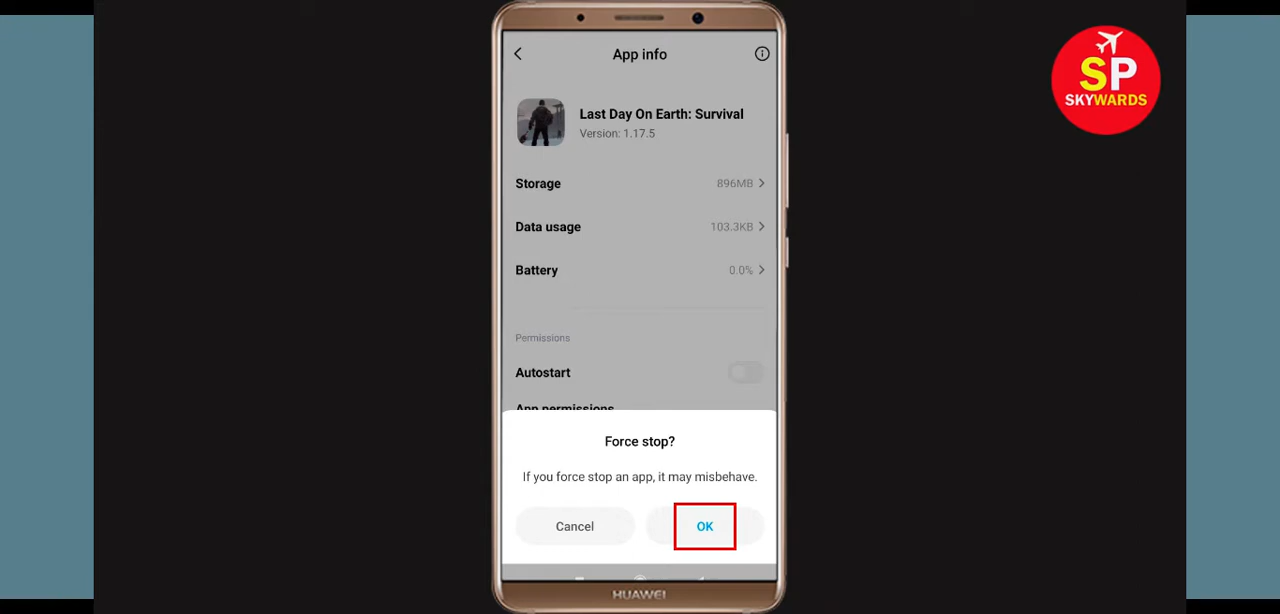 App info
Last Day On Earth: Survival
Version: 1.17.5
Storage 896MB
Data usage 103.3KB
Battery 0.0%
Permissions
Autostart
App permissions
Force stop?
If you force stop an app, it may misbehave.
Cancel OK
HUAWEI
SP
SKYWARDS